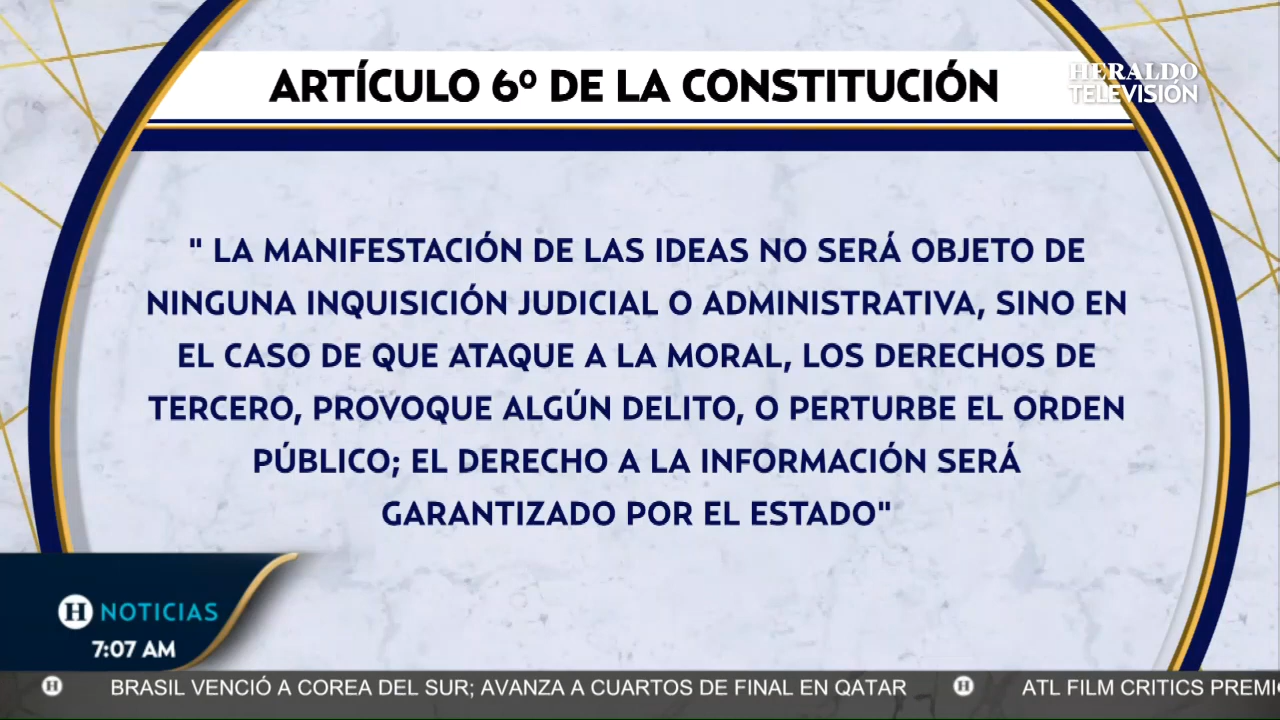 ARTÍCULO 6º DE LA CONSTITUCIÓN
HERALDO
TELEVISIÓN
" LA MANIFESTACIÓN DE LAS IDEAS NO SERÁ OBJETO DE
NINGUNA INQUISICIÓN JUDICIAL O ADMINISTRATIVA, SINO EN
EL CASO DE QUE ATAQUE A LA MORAL, LOS DERECHOS DE
TERCERO, PROVOQUE ALGÚN DELITO, O PERTURBE EL ORDEN
PÚBLICO; EL DERECHO A LA INFORMACIÓN SERÁ
GARANTIZADO POR EL ESTADO"
H NOTICIAS
7:07 AM
H BRASIL VENCIÓ A COREA DEL SUR; AVANZA A CUARTOS DE FINAL EN QATAR H ATL FILM CRITICS PREMI